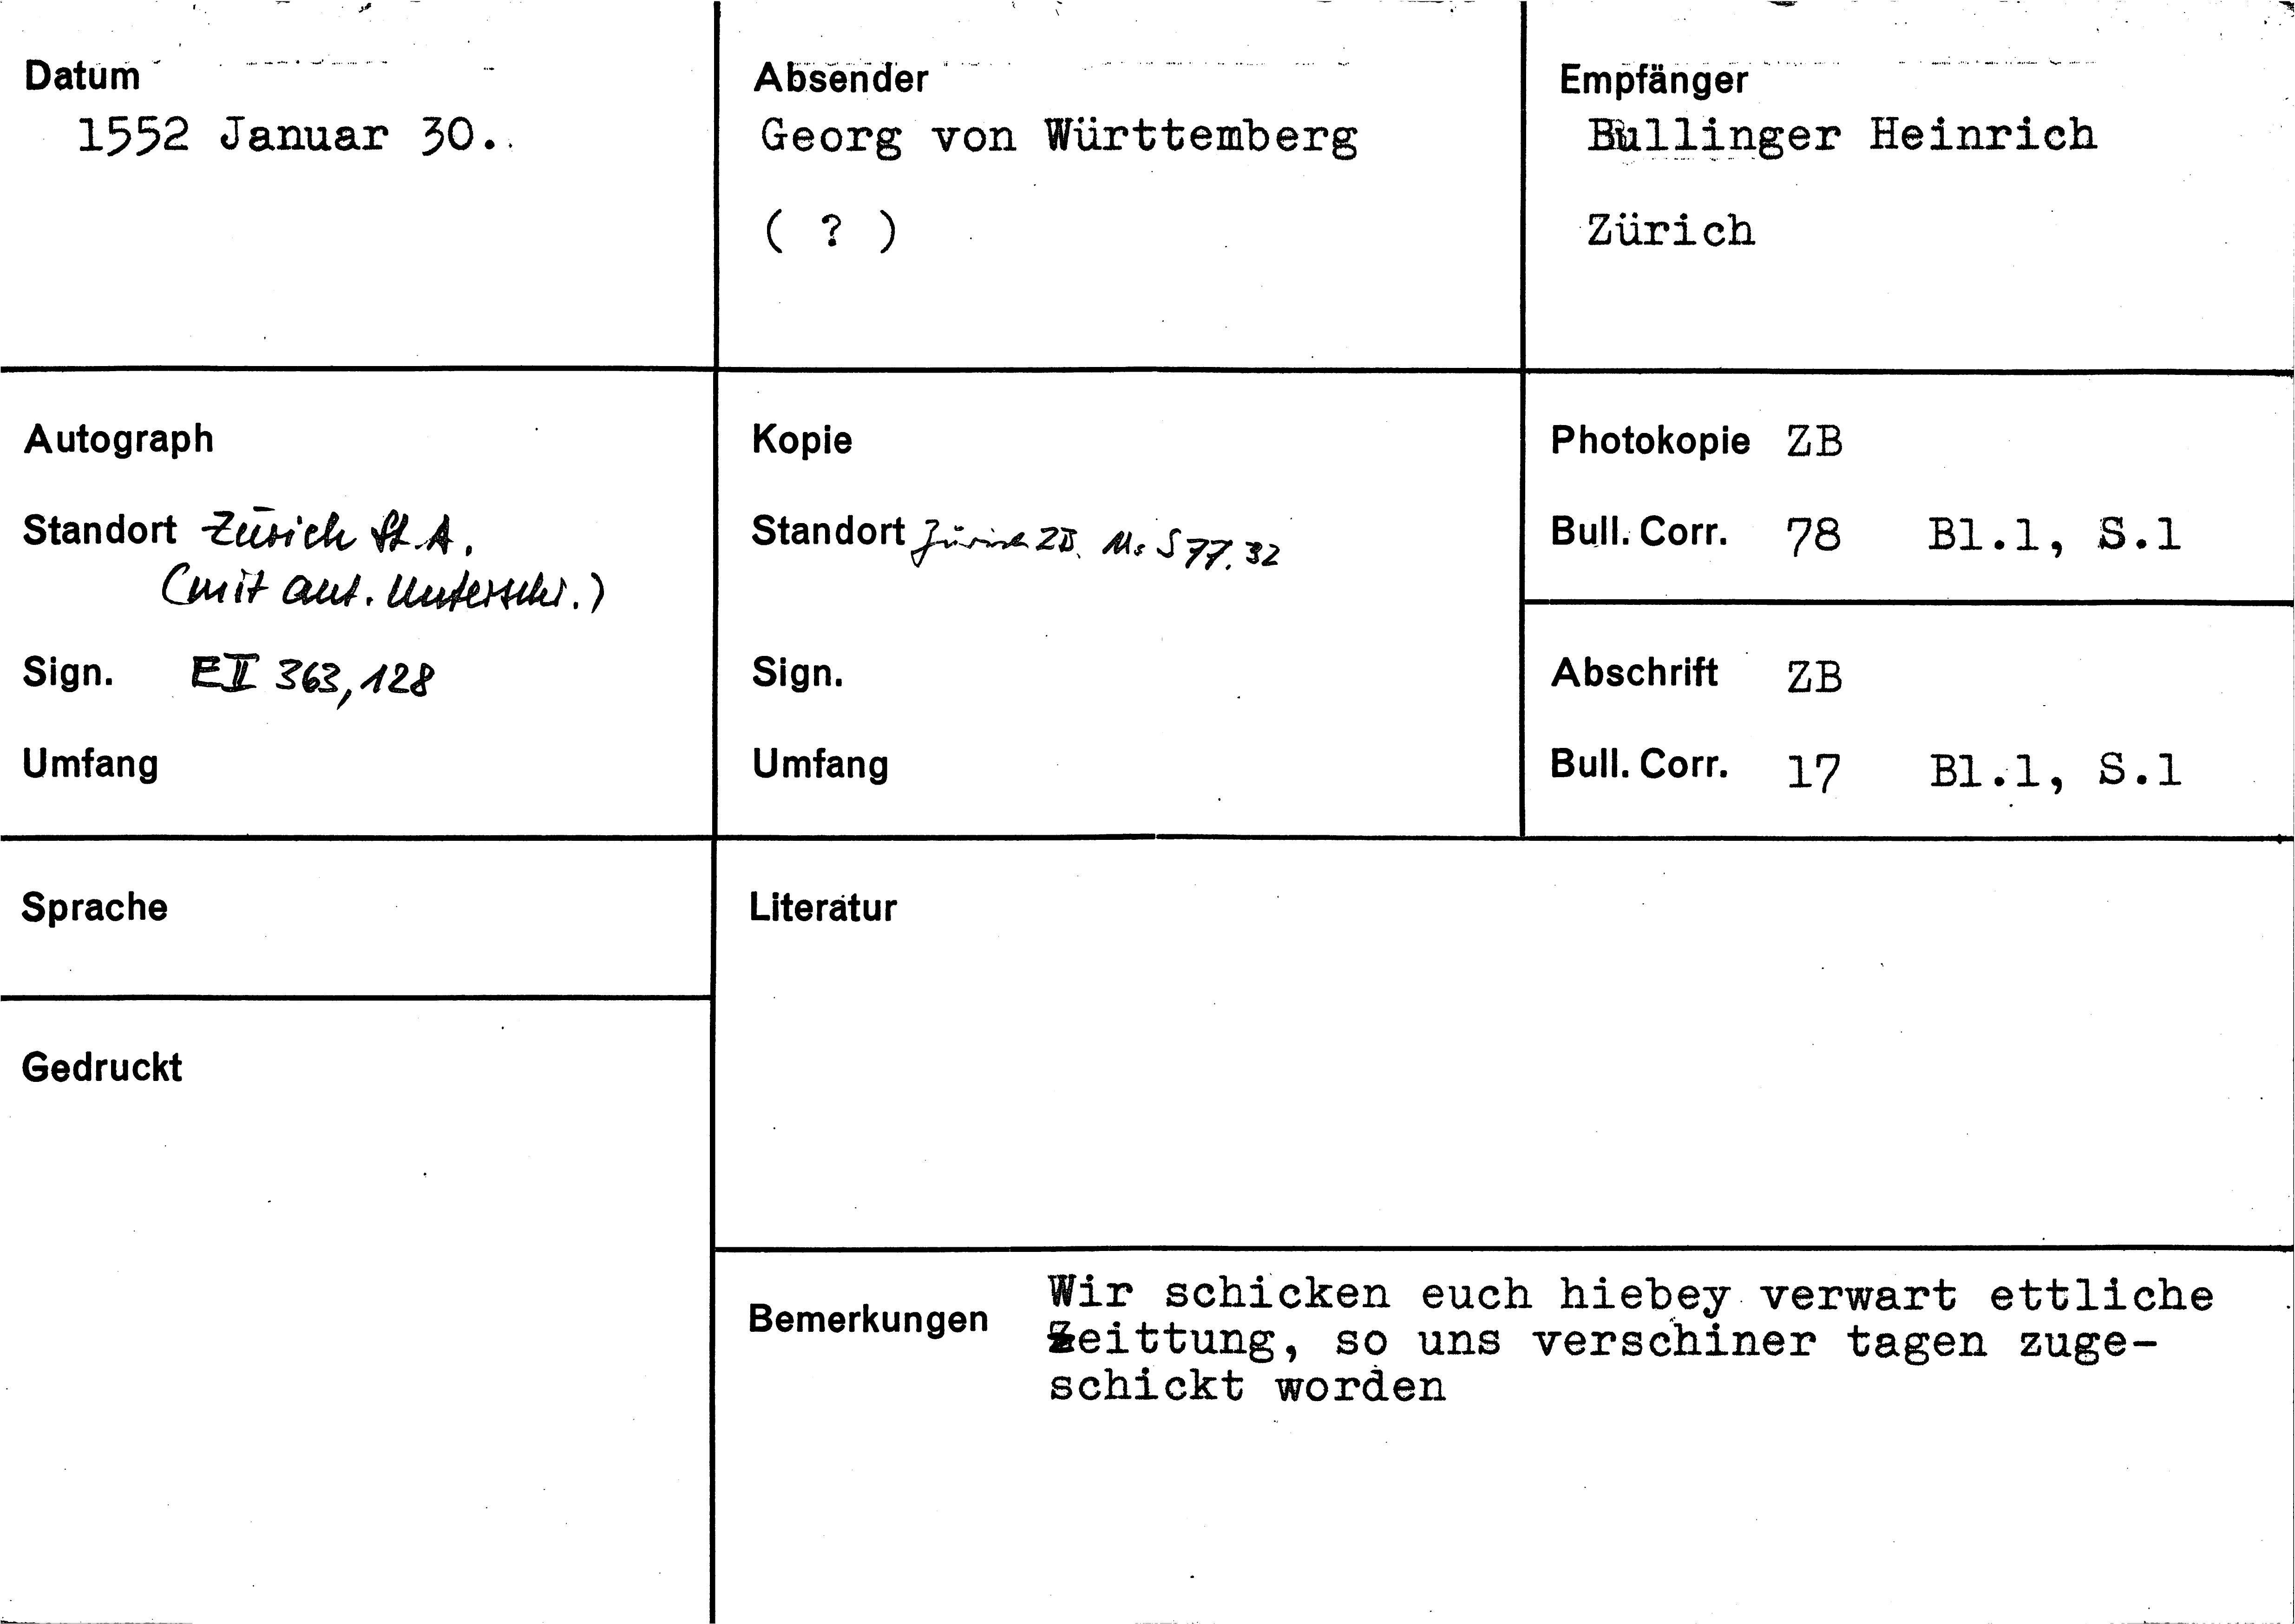 Datum
1552 Januar 30.
Absender
Georg von Württemberg
( ? )
Empfänger
Bullinger Heinrich
Zürich
Autograph
Standort Zürich St.A.
(mit aut. Unterschr.)
Sign. E II 363,128
Umfang
Kopie
Standort Zürich ZB. Ms S 77.32
Sign.
Umfang
Photokopie ZB
Bull. Corr. 78 Bl.1, S.1
Abschrift ZB
Bull. Corr. 17 Bl.1, S.1
Sprache
Literatur
Gedruckt
Bemerkungen
Wir schicken euch hiebey verwart ettliche
Zeittung, so uns verschiner tagen zuge-
schickt worden